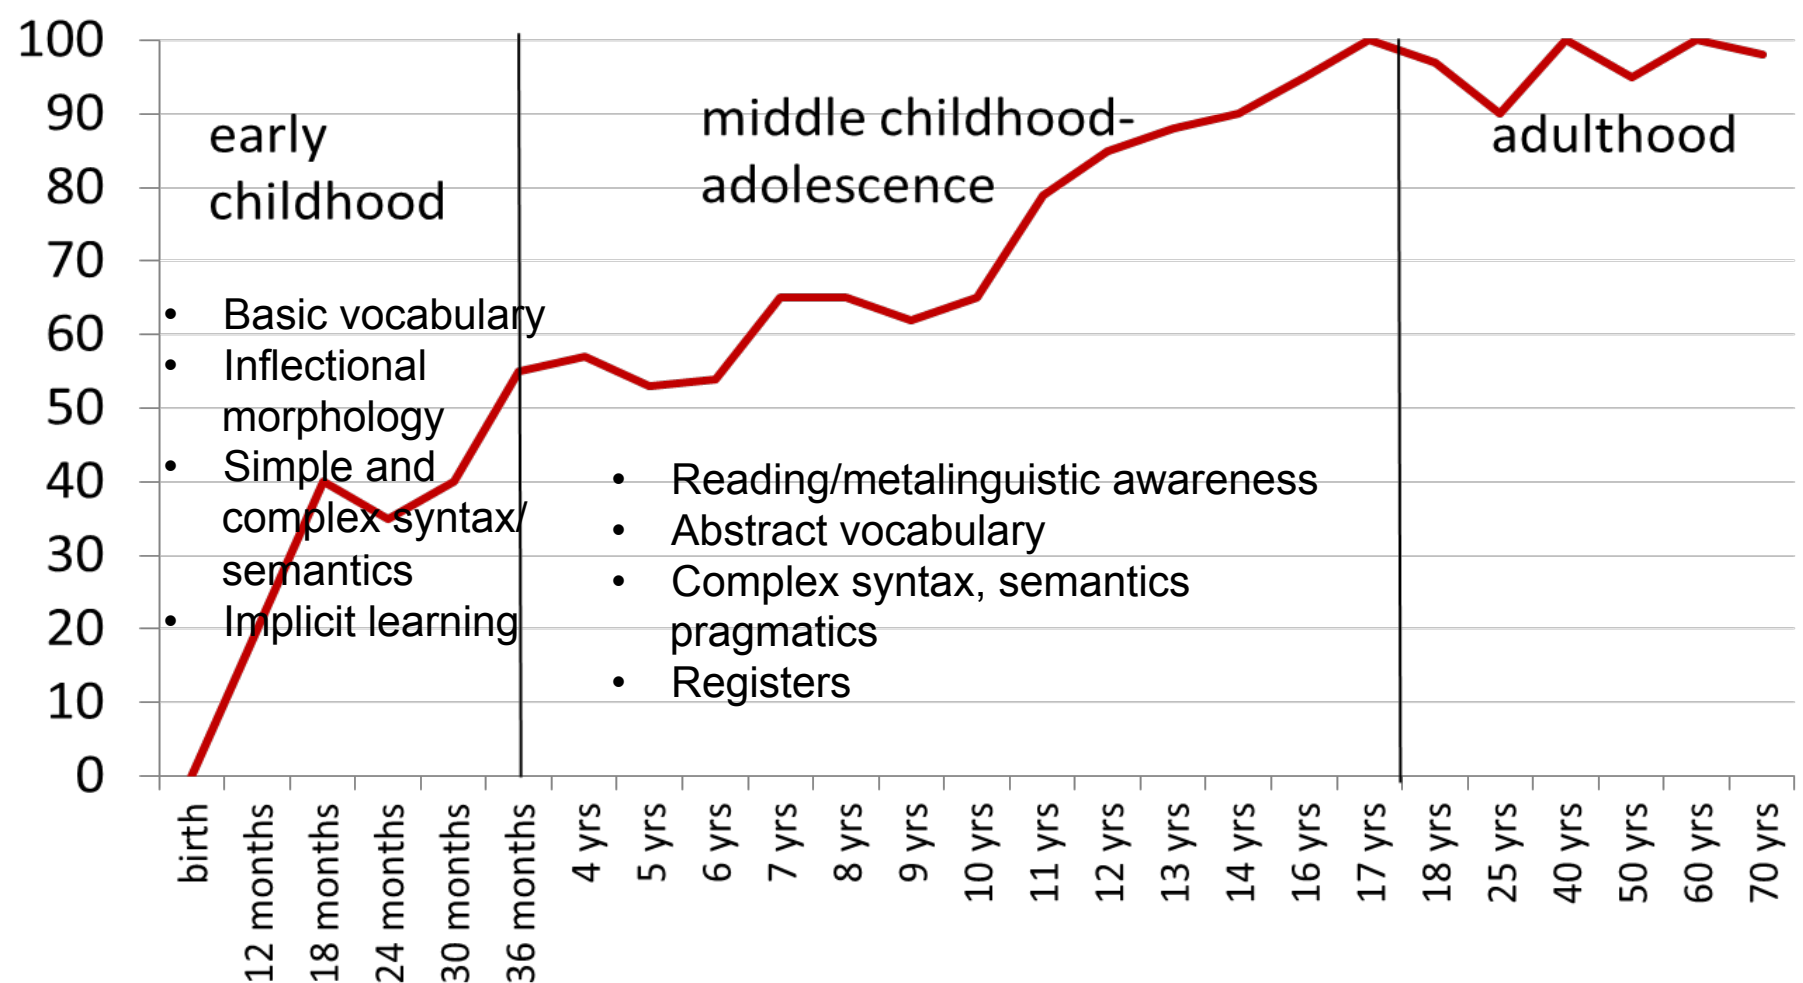 100
90
80
70
60
50
40
30
20
10
0
early
childhood
• Basic vocabulary
• Inflectional
morphology
• Simple and
complex syntax/
semantics
• Implicit learning
middle childhood-
adolescence
• Reading/metalinguistic awareness
• Abstract vocabulary
• Complex syntax, semantics
pragmatics
• Registers
adulthood
birth
12 months
18 months
24 months
30 months
36 months
4 yrs
5 yrs
6 yrs
7 yrs
8 yrs
9 yrs
10 yrs
11 yrs
12 yrs
13 yrs
14 yrs
16 yrs
17 yrs
18 yrs
25 yrs
40 yrs
50 yrs
60 yrs
70 yrs